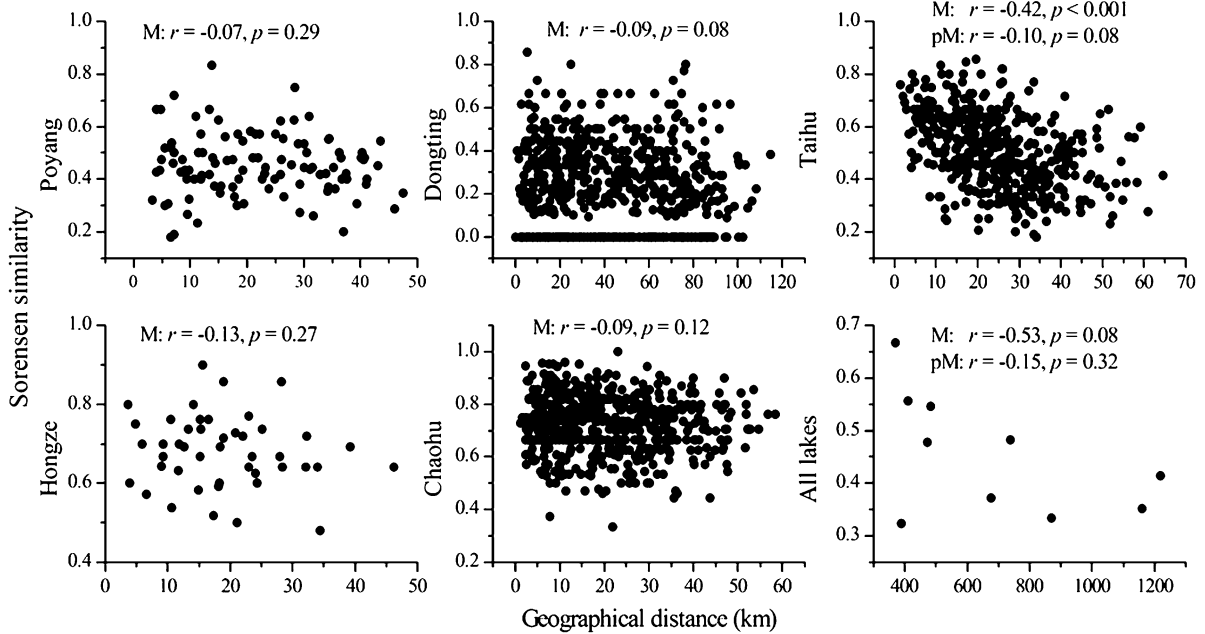 Sorensen similarity
Poyang
M: r = -0.07, p = 0.29
1.0
0.8
0.6
0.4
0.2
0 10 20 30 40 50
Dongting
M: r = -0.09, p = 0.08
1.0
0.8
0.6
0.4
0.2
0.0
0 20 40 60 80 100 120
Taihu
M: r = -0.42, p < 0.001
pM: r = -0.10, p = 0.08
1.0
0.8
0.6
0.4
0.2
0 10 20 30 40 50 60 70
Hongze
M: r = -0.13, p = 0.27
1.0
0.8
0.6
0.4
0 10 20 30 40 50
Chaohu
M: r = -0.09, p = 0.12
1.0
0.8
0.6
0.4
0.2
0 10 20 30 40 50 60
All lakes
M: r = -0.53, p = 0.08
pM: r = -0.15, p = 0.32
0.7
0.6
0.5
0.4
0.3
400 600 800 1000 1200
Geographical distance (km)